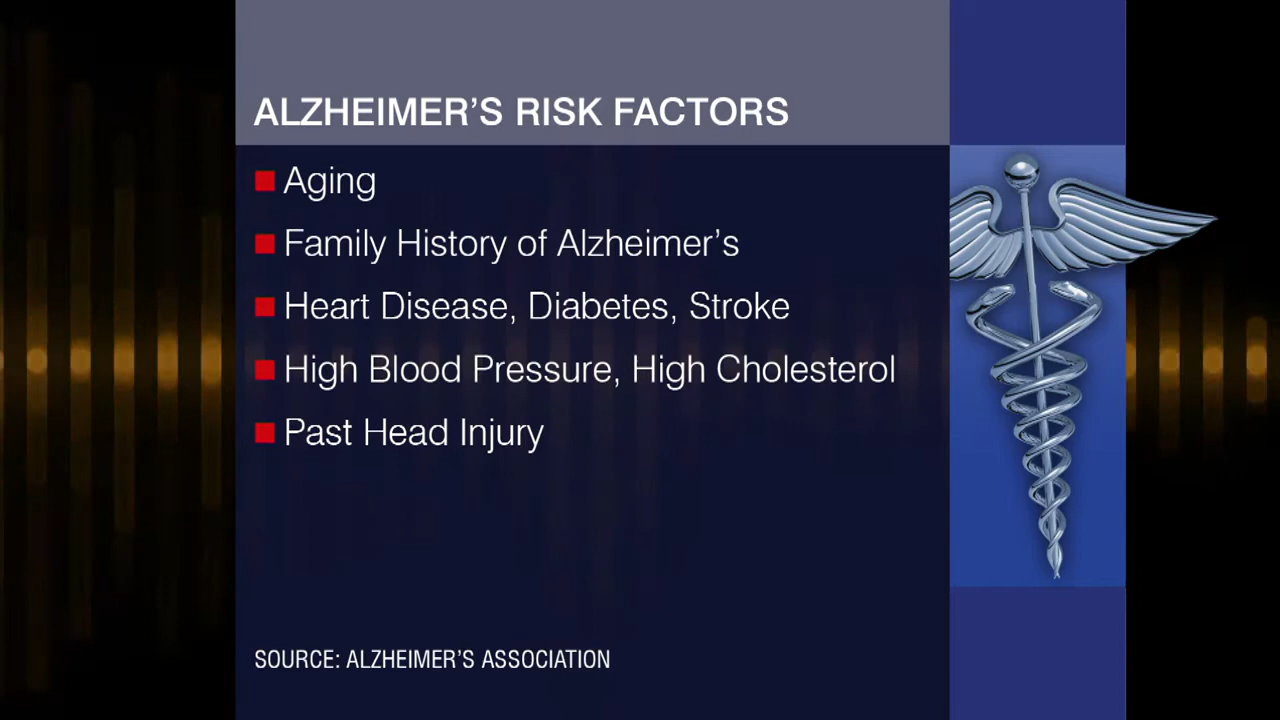 ALZHEIMER'S RISK FACTORS
Aging
Family History of Alzheimer's
Heart Disease, Diabetes, Stroke
High Blood Pressure, High Cholesterol
Past Head Injury
SOURCE: ALZHEIMER'S ASSOCIATION